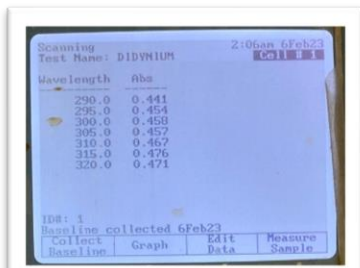 Scanning 2:06am 6Feb23
Test Name: DIDYNIUM Cell # 1
Wavelength Abs
290.0 0.441
295.0 0.454
300.0 0.458
305.0 0.457
310.0 0.467
315.0 0.476
320.0 0.471
ID#: 1
Baseline collected 6Feb23
Collect Baseline Graph Edit Data Measure Sample